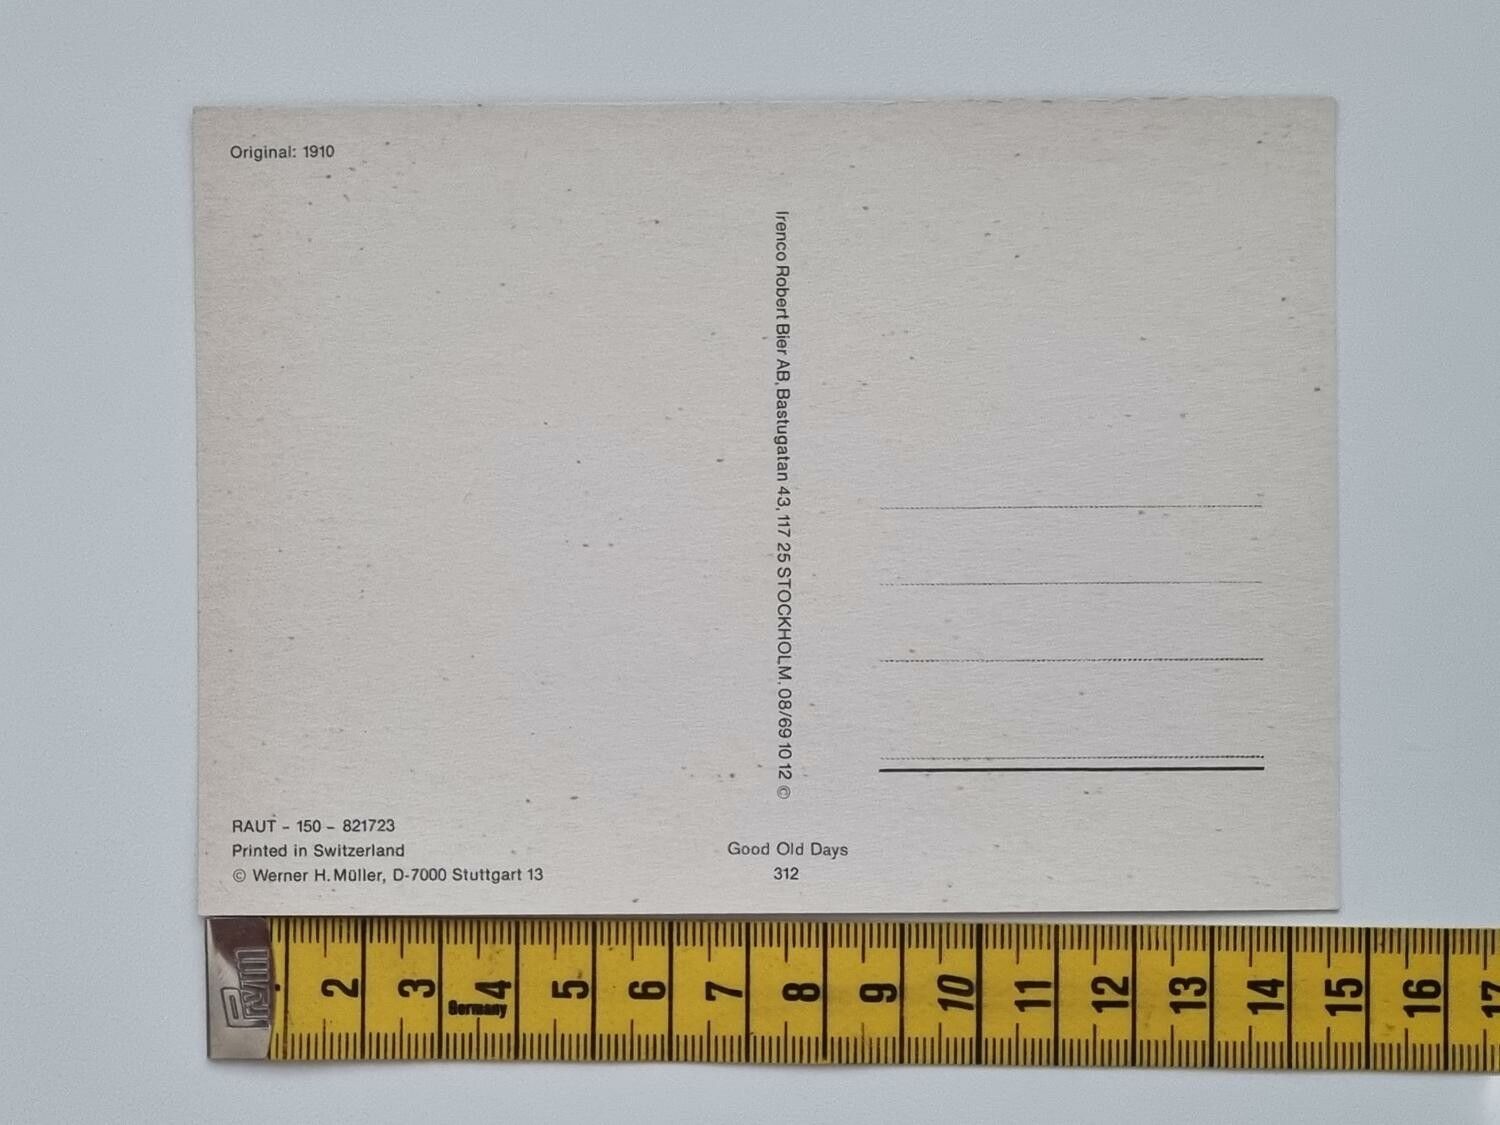 Original: 1910
Irenco Robert Bier AB, Bastugatan 43, 117 25 STOCKHOLM. 08/69 10 12 ©
RAUT - 150 - 821723
Printed in Switzerland
© Werner H. Müller, D-7000 Stuttgart 13
Good Old Days
312
Prym
2 3 4 5 6 7 8 9 10 11 12 13 14 15 16 17
Germany